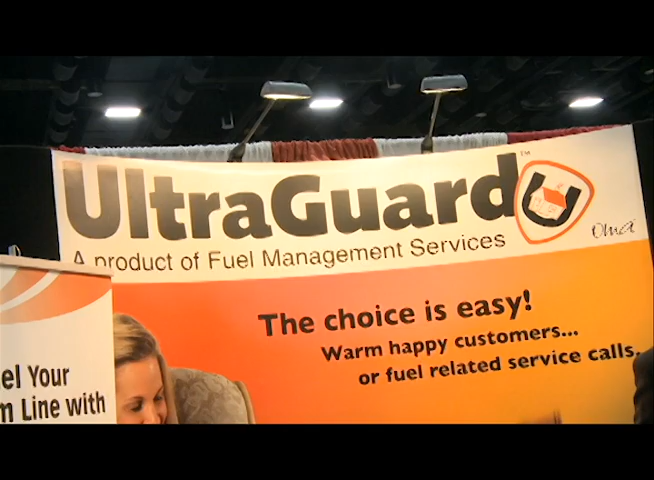 UltraGuard™
A product of Fuel Management Services
OMA
The choice is easy!
Warm happy customers...
or fuel related service calls.
el Your
m Line with